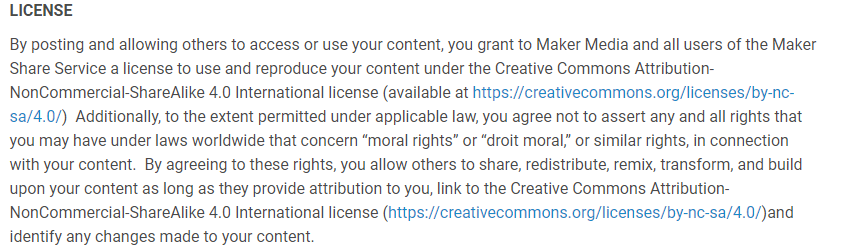 LICENSE
By posting and allowing others to access or use your content, you grant to Maker Media and all users of the Maker
Share Service a license to use and reproduce your content under the Creative Commons Attribution-
NonCommercial-ShareAlike 4.0 International license (available at https://creativecommons.org/licenses/by-nc-
sa/4.0/)  Additionally, to the extent permitted under applicable law, you agree not to assert any and all rights that
you may have under laws worldwide that concern “moral rights” or “droit moral,” or similar rights, in connection
with your content.  By agreeing to these rights, you allow others to share, redistribute, remix, transform, and build
upon your content as long as they provide attribution to you, link to the Creative Commons Attribution-
NonCommercial-ShareAlike 4.0 International license (https://creativecommons.org/licenses/by-nc-sa/4.0/)and
identify any changes made to your content.